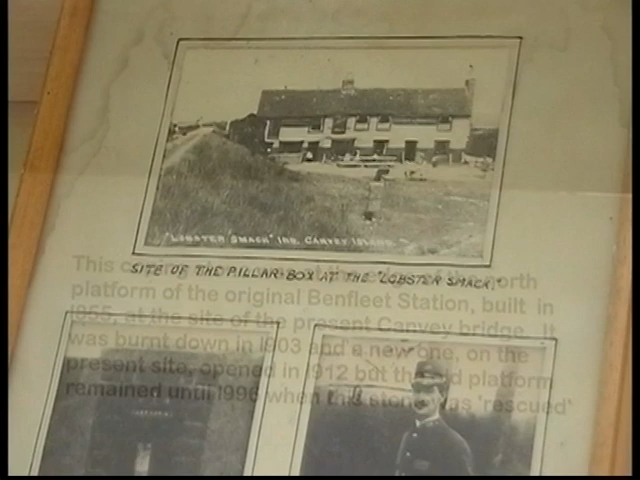 "LOBSTER SMACK" INN. CANVEY ISLAND.
SITE OF THE PILLAR-BOX AT THE "LOBSTER SMACK."
This north
platform of the original Benfleet Station, built in
at the site of the present Canvey bridge. It
was burnt down in 1903 and a new one, on the
present site, opened in 1912 but the old platform
remained until 1996 when this stone was 'rescued'